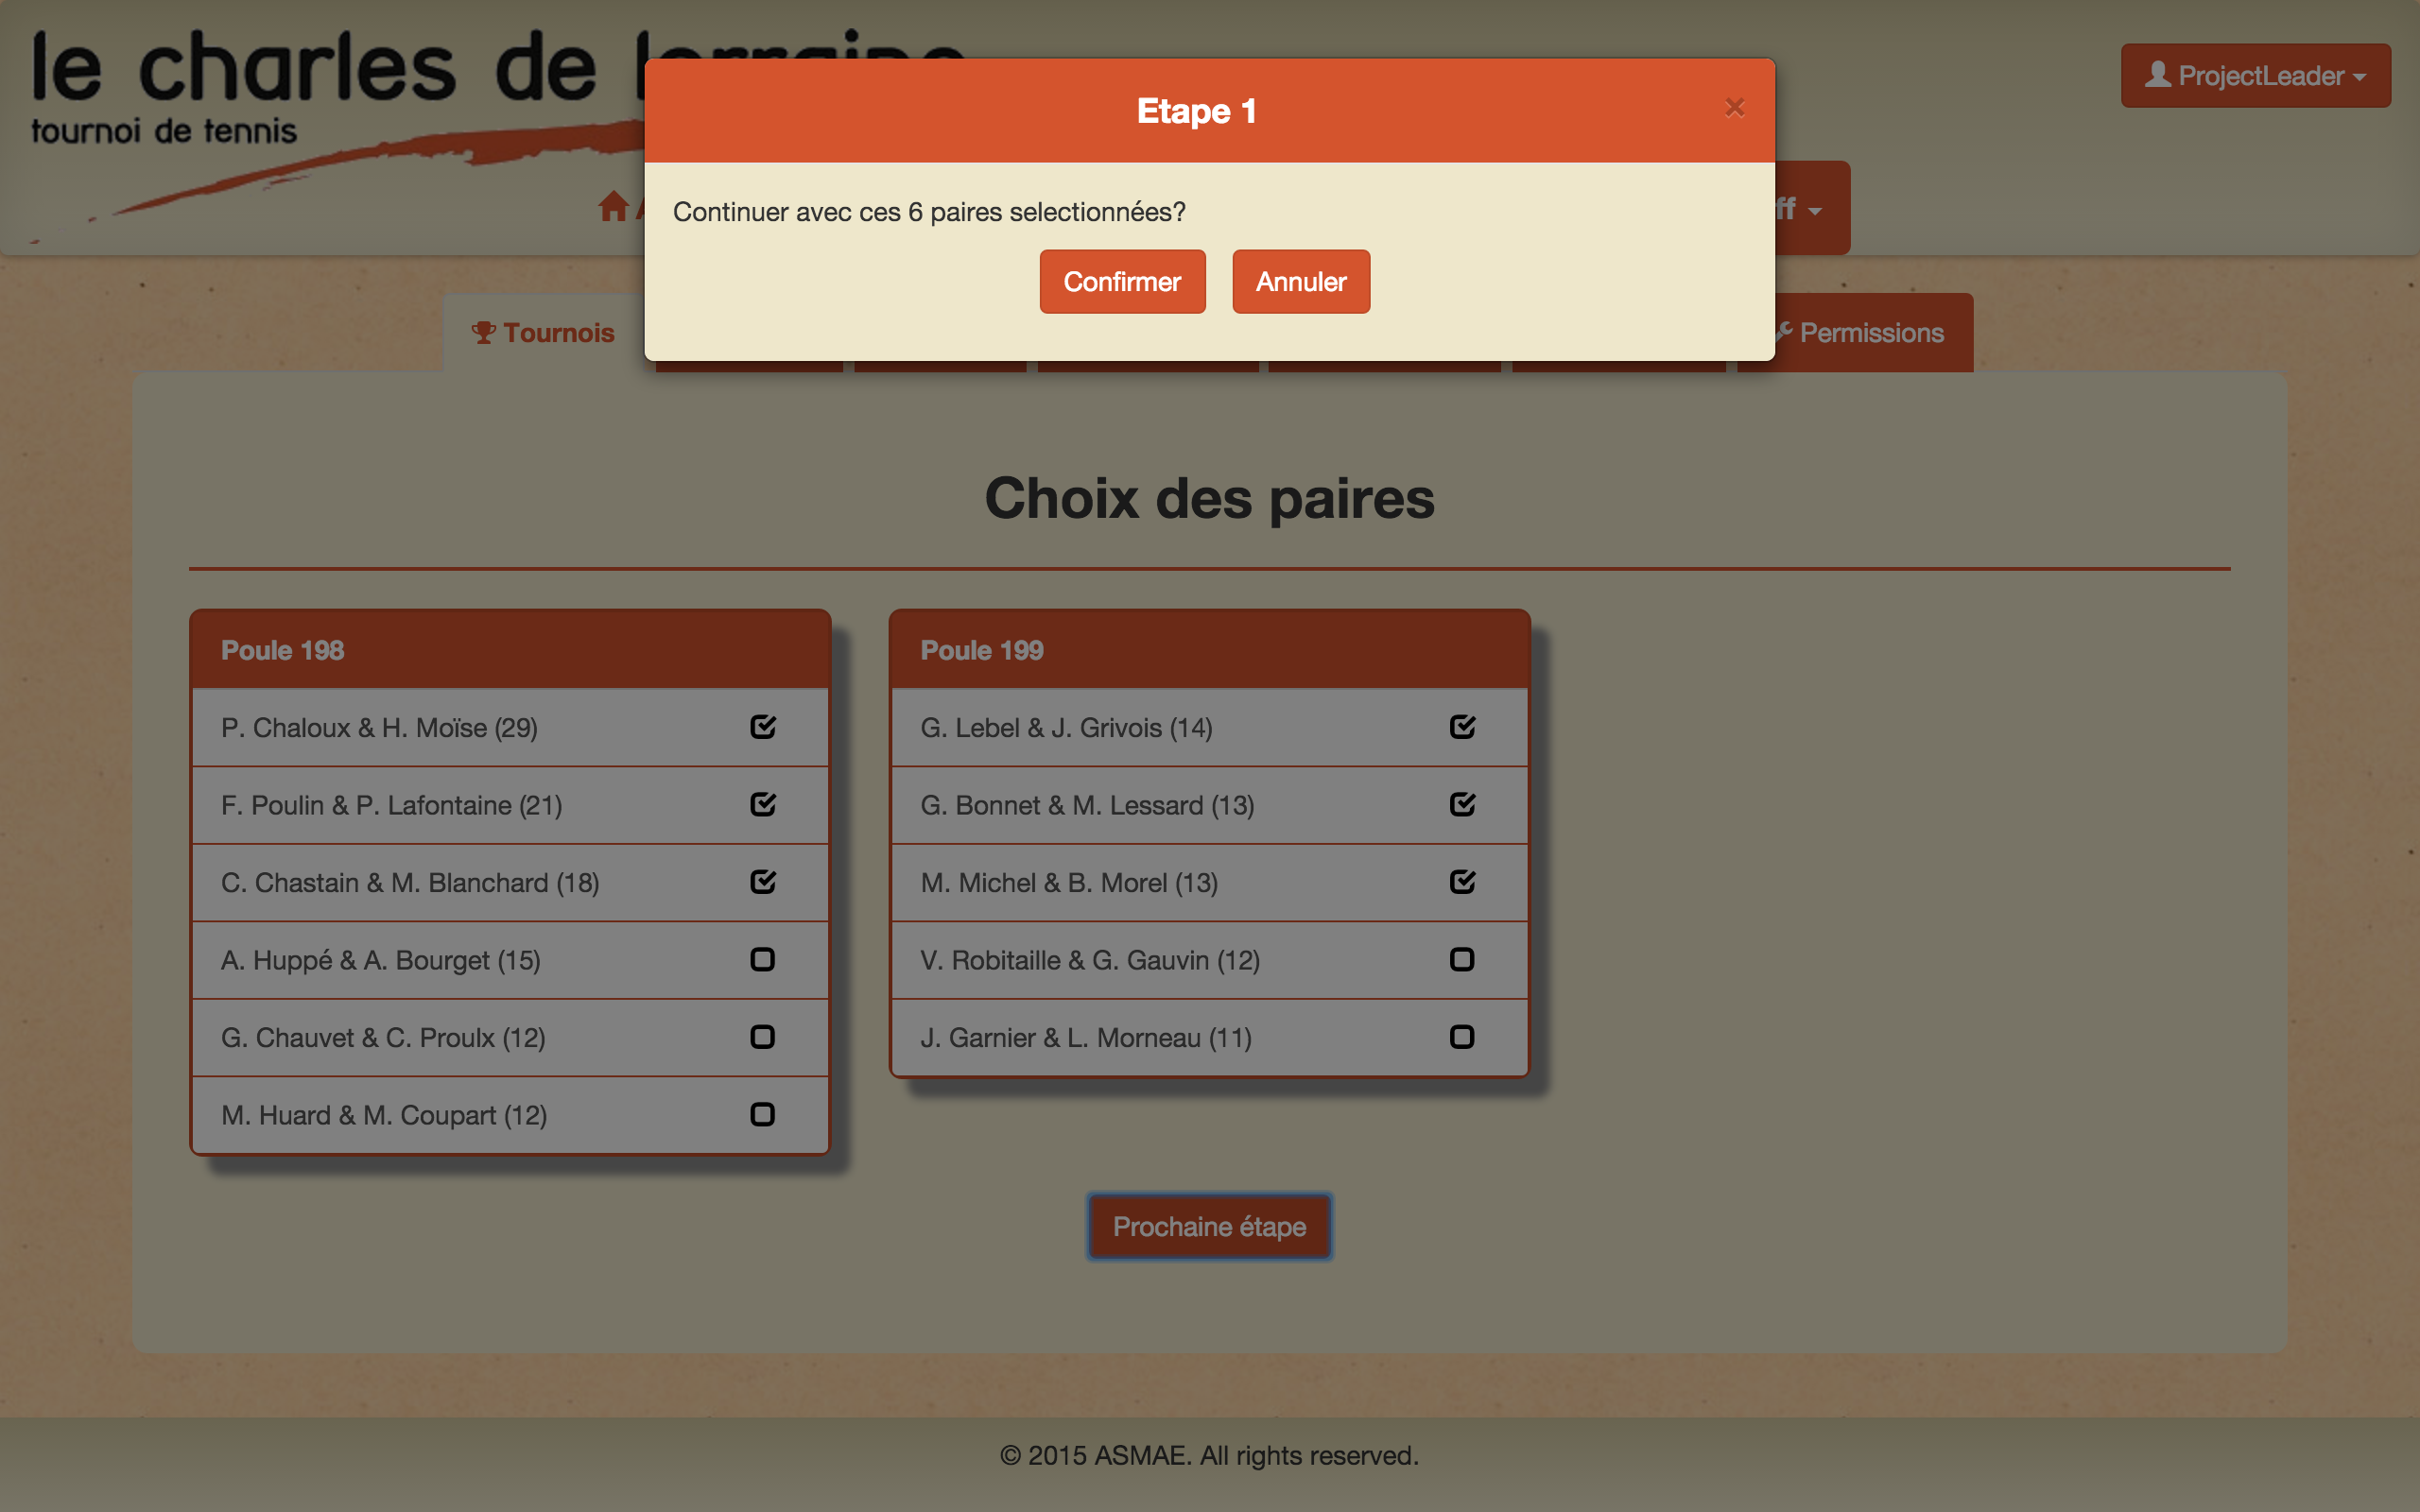 le charles de lorraine
tournoi de tennis
ProjectLeader
Etape 1
×
Continuer avec ces 6 paires selectionnées?
Confirmer
Annuler
Tournois
Permissions
Choix des paires
Poule 198
P. Chaloux & H. Moïse (29)
F. Poulin & P. Lafontaine (21)
C. Chastain & M. Blanchard (18)
A. Huppé & A. Bourget (15)
G. Chauvet & C. Proulx (12)
M. Huard & M. Coupart (12)
Poule 199
G. Lebel & J. Grivois (14)
G. Bonnet & M. Lessard (13)
M. Michel & B. Morel (13)
V. Robitaille & G. Gauvin (12)
J. Garnier & L. Morneau (11)
Prochaine étape
© 2015 ASMAE. All rights reserved.